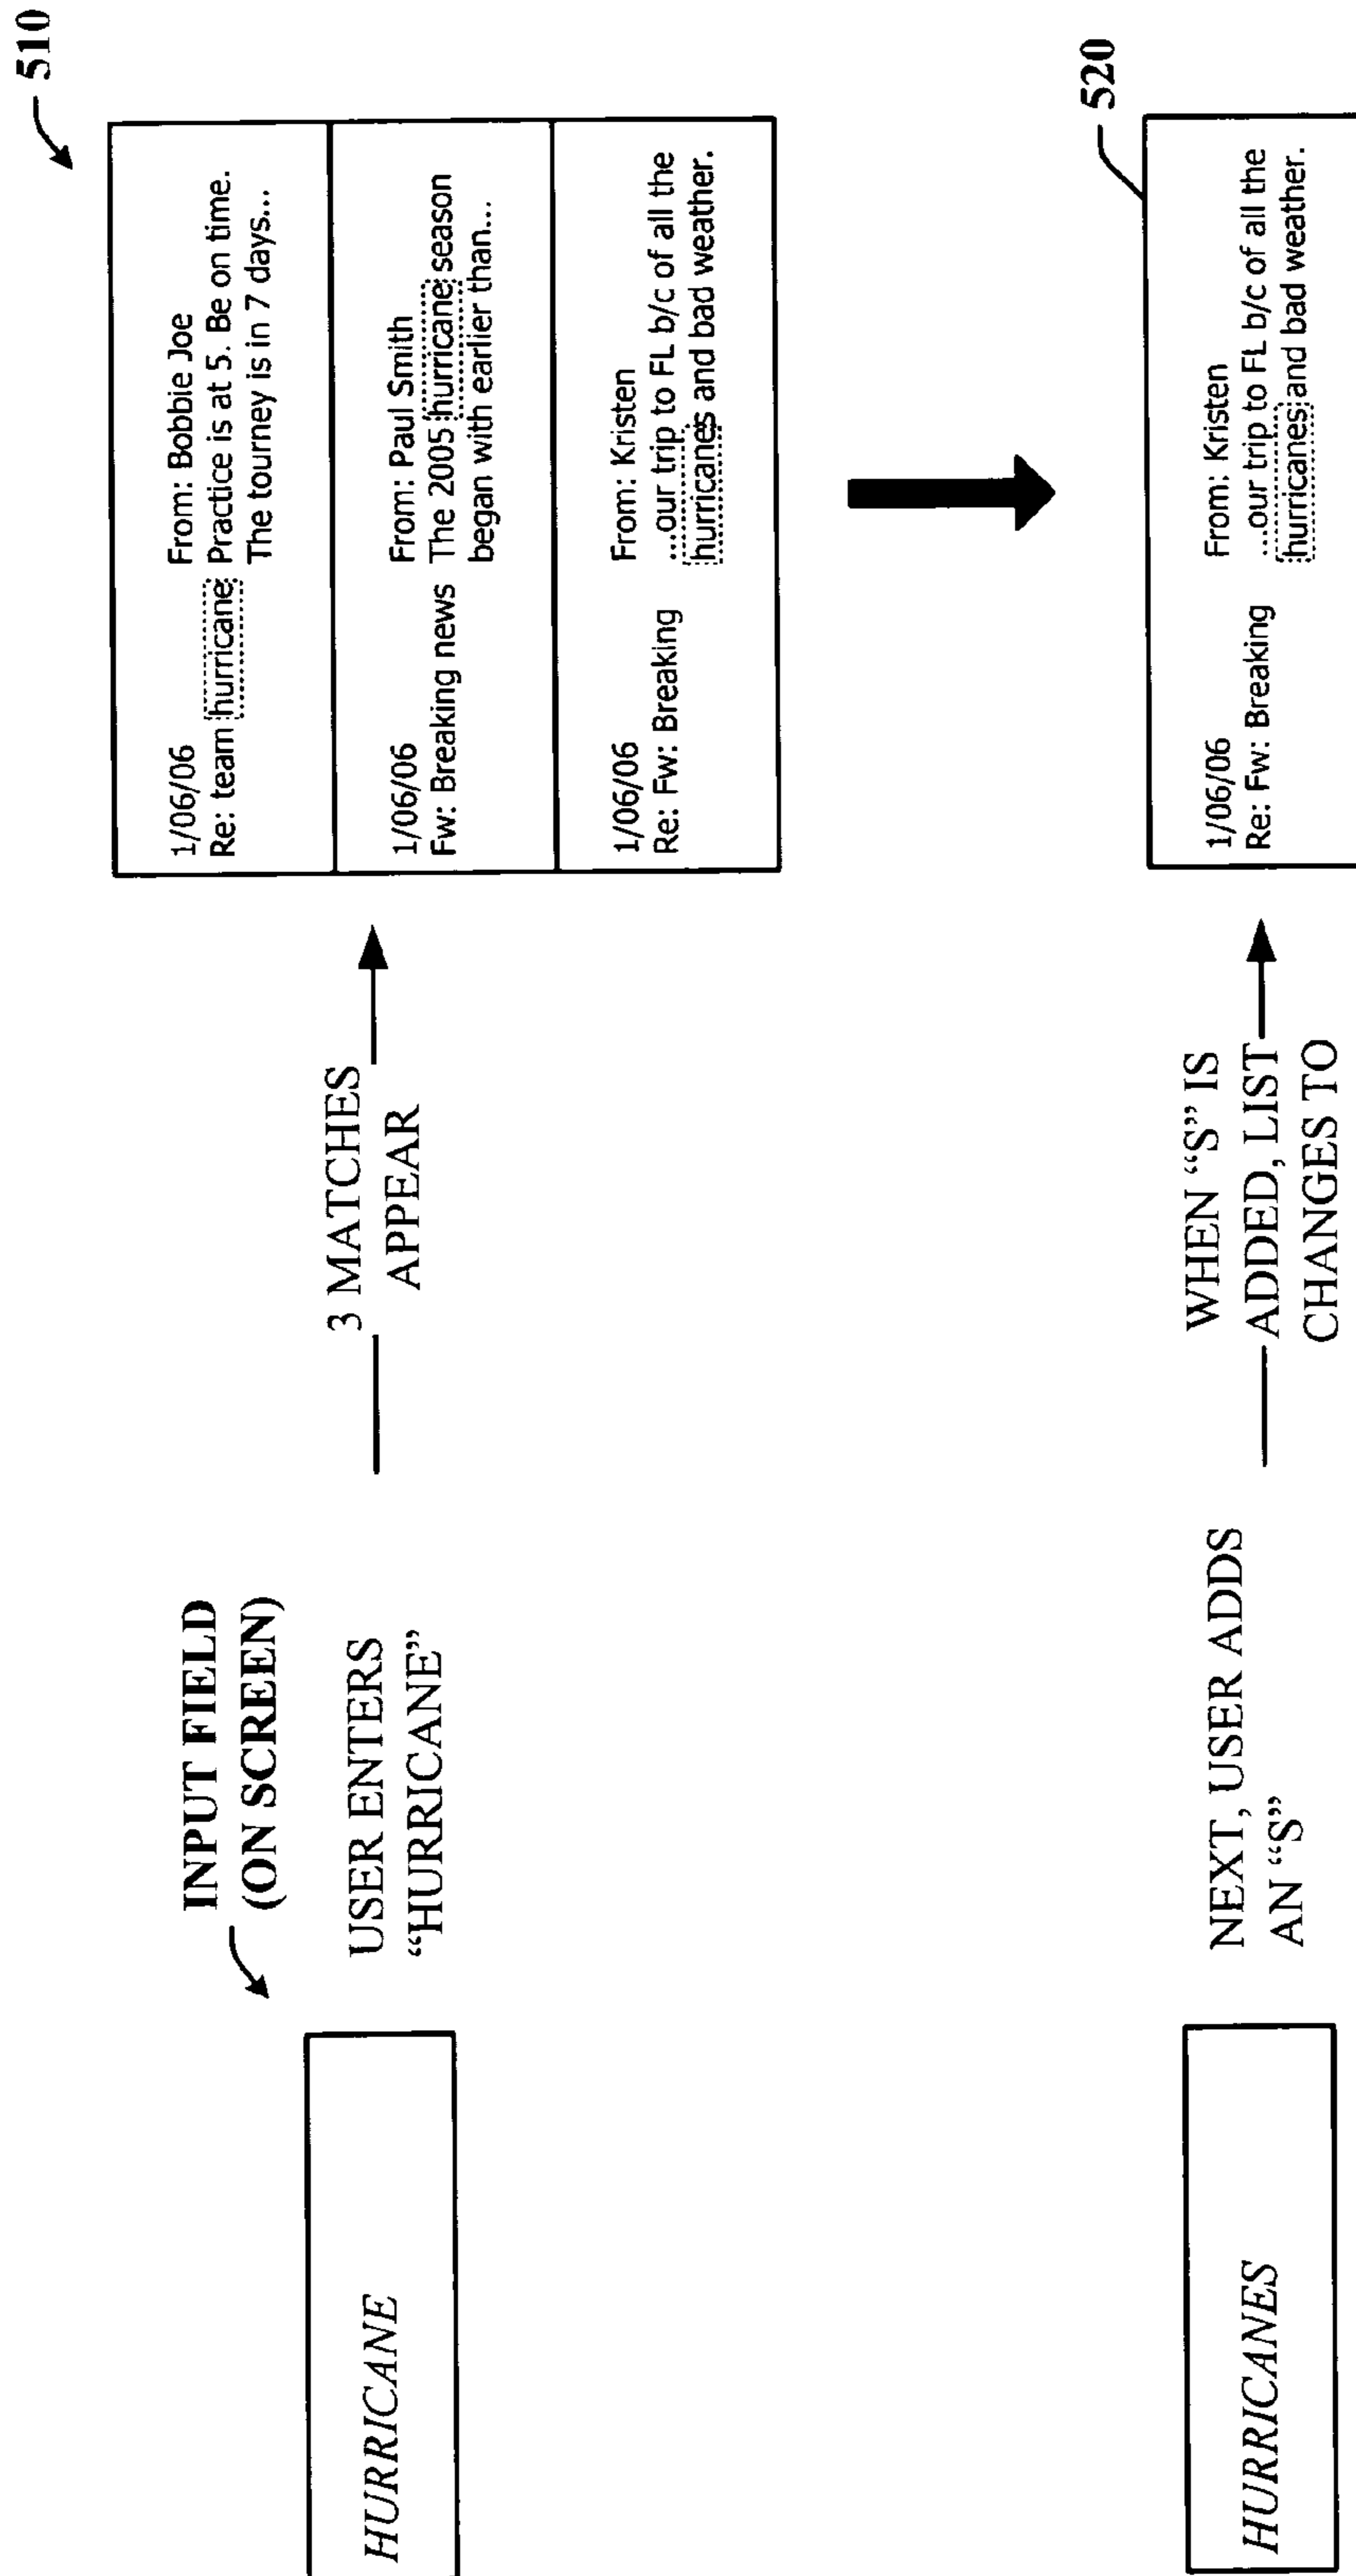 510
INPUT FIELD
(ON SCREEN)
HURRICANE
USER ENTERS
“HURRICANE”
3 MATCHES
APPEAR
1/06/06 From: Bobbie Joe
Re: team hurricane Practice is at 5. Be on time.
The tourney is in 7 days...
1/06/06 From: Paul Smith
Fw: Breaking news The 2005 hurricane season
began with earlier than...
1/06/06 From: Kristen
Re: Fw: Breaking ...our trip to FL b/c of all the
hurricanes and bad weather.
520
HURRICANES
NEXT, USER ADDS
AN “S”
WHEN “S” IS
ADDED, LIST
CHANGES TO
1/06/06 From: Kristen
Re: Fw: Breaking ...our trip to FL b/c of all the
hurricanes and bad weather.